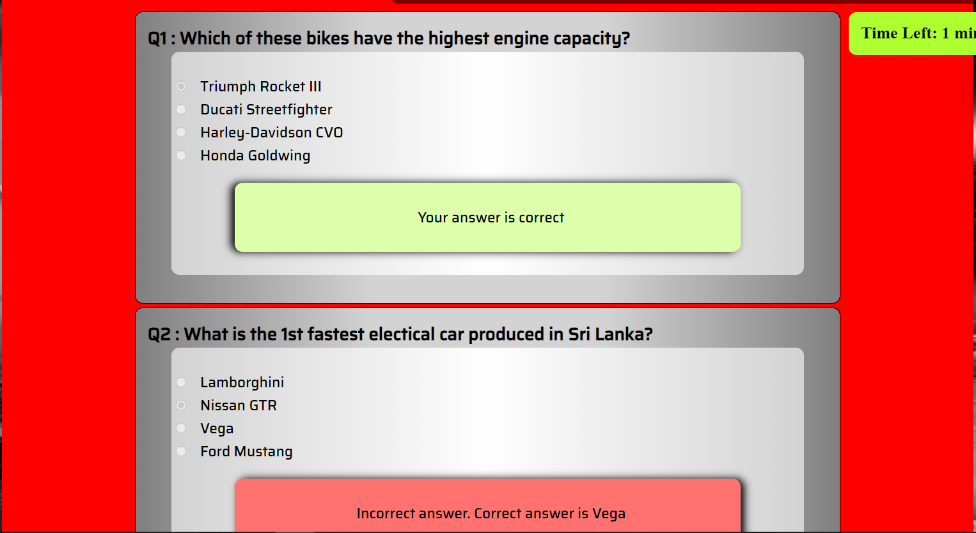 Q1 : Which of these bikes have the highest engine capacity?
Time Left: 1 min
Triumph Rocket III
Ducati Streetfighter
Harley-Davidson CVO
Honda Goldwing
Your answer is correct
Q2 : What is the 1st fastest electical car produced in Sri Lanka?
Lamborghini
Nissan GTR
Vega
Ford Mustang
Incorrect answer. Correct answer is Vega